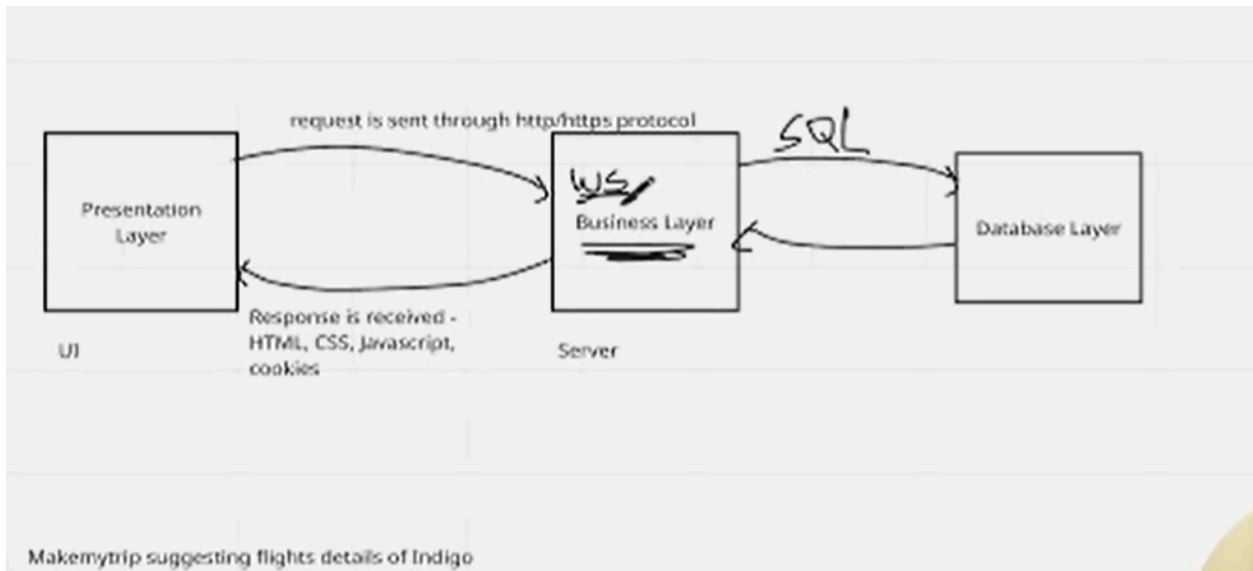 request is sent through http/https protocol
SQL
WS
Presentation
Layer
Business Layer
Database Layer
Response is received -
HTML, CSS, Javascript,
cookies
UI
Server
Makemytrip suggesting flights details of Indigo